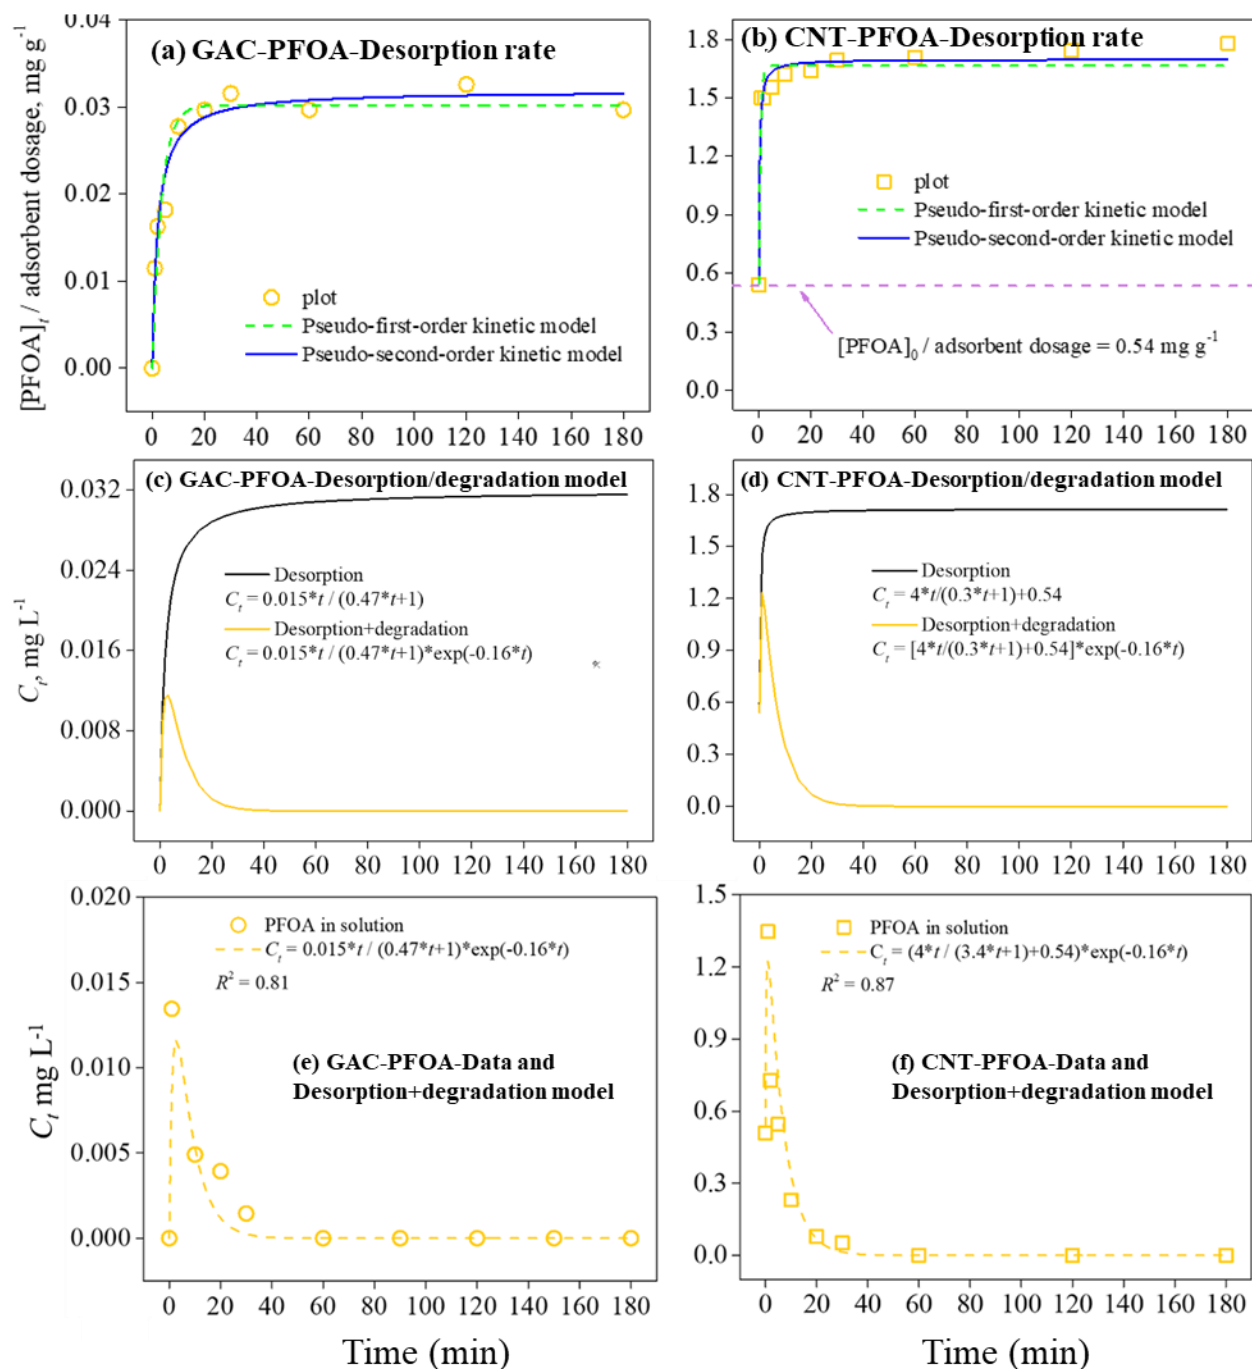 (a) GAC-PFOA-Desorption rate
[PFOA]t / adsorbent dosage, mg g-1
0.04
0.03
0.02
0.01
0.00
plot
Pseudo-first-order kinetic model
Pseudo-second-order kinetic model
0 20 40 60 80 100 120 140 160 180
(b) CNT-PFOA-Desorption rate
1.8
1.5
1.2
0.9
0.6
0.3
0.0
plot
Pseudo-first-order kinetic model
Pseudo-second-order kinetic model
[PFOA]0 / adsorbent dosage = 0.54 mg g-1
0 20 40 60 80 100 120 140 160 180
(c) GAC-PFOA-Desorption/degradation model
Ct, mg L-1
0.032
0.024
0.016
0.008
0.000
Desorption
Ct = 0.015*t / (0.47*t+1)
Desorption+degradation
Ct = 0.015*t / (0.47*t+1)*exp(-0.16*t)
0 20 40 60 80 100 120 140 160 180
(d) CNT-PFOA-Desorption/degradation model
1.8
1.5
1.2
0.9
0.6
0.3
0.0
Desorption
Ct = 4*t/(0.3*t+1)+0.54
Desorption+degradation
Ct = [4*t/(0.3*t+1)+0.54]*exp(-0.16*t)
0 20 40 60 80 100 120 140 160 180
Ct mg L-1
0.020
0.015
0.010
0.005
0.000
PFOA in solution
Ct = 0.015*t / (0.47*t+1)*exp(-0.16*t)
R2 = 0.81
(e) GAC-PFOA-Data and
Desorption+degradation model
0 20 40 60 80 100 120 140 160 180
Time (min)
1.5
1.2
0.9
0.6
0.3
0.0
PFOA in solution
Ct = (4*t / (3.4*t+1)+0.54)*exp(-0.16*t)
R2 = 0.87
(f) CNT-PFOA-Data and
Desorption+degradation model
0 20 40 60 80 100 120 140 160 180
Time (min)